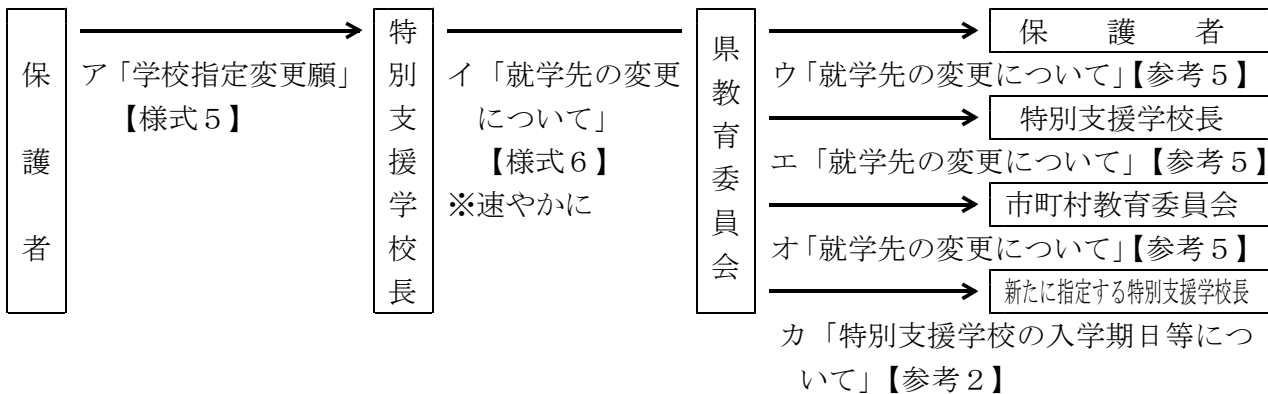 保護者
ア「学校指定変更願」
【様式5】
特別支援学校長
イ「就学先の変更
について」
【様式6】
※速やかに
県教育委員会
保護者
ウ「就学先の変更について」【参考5】
特別支援学校長
エ「就学先の変更について」【参考5】
市町村教育委員会
オ「就学先の変更について」【参考5】
新たに指定する特別支援学校長
カ「特別支援学校の入学期日等につ
いて」【参考2】